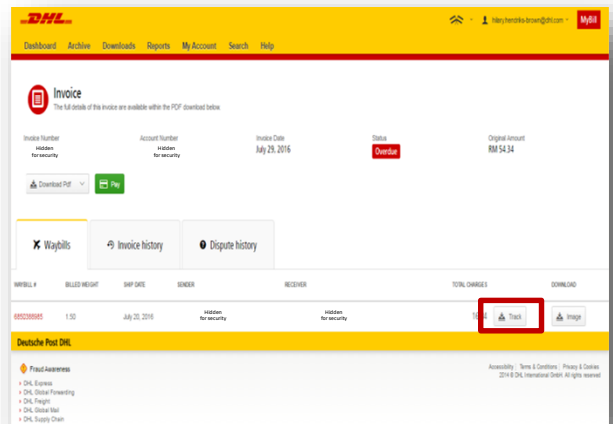 DHL
hilary.hendriks-brown@dhl.com
MyBill
Dashboard Archive Downloads Reports My Account Search Help
Invoice
The full details of this invoice are available within the PDF download below.
Invoice Number Account Number Invoice Date Status Original Amount
Hidden for security Hidden for security July 29, 2016 Overdue RM 54.34
Download Pdf Pay
Waybills Invoice history Dispute history
WAYBILL # BILLED WEIGHT SHIP DATE SENDER RECEIVER TOTAL CHARGES DOWNLOAD
1.50 July 20, 2016 Hidden for security Hidden for security Track Image
Deutsche Post DHL
Fraud Awareness
Accessibility | Terms & Conditions | Privacy & Cookies
2014 © DHL International GmbH. All rights reserved
DHL Express
DHL Global Forwarding
DHL Freight
DHL Global Mail
DHL Supply Chain